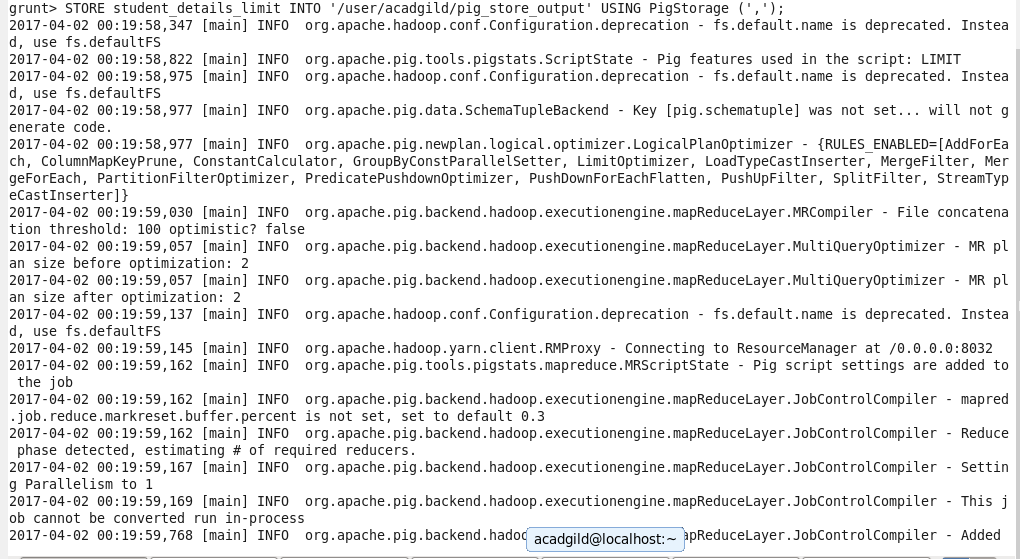 grunt> STORE student_details_limit INTO '/user/acadgild/pig_store_output' USING PigStorage (',');
2017-04-02 00:19:58,347 [main] INFO  org.apache.hadoop.conf.Configuration.deprecation - fs.default.name is deprecated. Instea
d, use fs.defaultFS
2017-04-02 00:19:58,822 [main] INFO  org.apache.pig.tools.pigstats.ScriptState - Pig features used in the script: LIMIT
2017-04-02 00:19:58,975 [main] INFO  org.apache.hadoop.conf.Configuration.deprecation - fs.default.name is deprecated. Instea
d, use fs.defaultFS
2017-04-02 00:19:58,977 [main] INFO  org.apache.pig.data.SchemaTupleBackend - Key [pig.schematuple] was not set... will not g
enerate code.
2017-04-02 00:19:58,977 [main] INFO  org.apache.pig.newplan.logical.optimizer.LogicalPlanOptimizer - {RULES_ENABLED=[AddForEa
ch, ColumnMapKeyPrune, ConstantCalculator, GroupByConstParallelSetter, LimitOptimizer, LoadTypeCastInserter, MergeFilter, Mer
geForEach, PartitionFilterOptimizer, PredicatePushdownOptimizer, PushDownForEachFlatten, PushUpFilter, SplitFilter, StreamTyp
eCastInserter]}
2017-04-02 00:19:59,030 [main] INFO  org.apache.pig.backend.hadoop.executionengine.mapReduceLayer.MRCompiler - File concatena
tion threshold: 100 optimistic? false
2017-04-02 00:19:59,057 [main] INFO  org.apache.pig.backend.hadoop.executionengine.mapReduceLayer.MultiQueryOptimizer - MR pl
an size before optimization: 2
2017-04-02 00:19:59,057 [main] INFO  org.apache.pig.backend.hadoop.executionengine.mapReduceLayer.MultiQueryOptimizer - MR pl
an size after optimization: 2
2017-04-02 00:19:59,137 [main] INFO  org.apache.hadoop.conf.Configuration.deprecation - fs.default.name is deprecated. Instea
d, use fs.defaultFS
2017-04-02 00:19:59,145 [main] INFO  org.apache.hadoop.yarn.client.RMProxy - Connecting to ResourceManager at /0.0.0.0:8032
2017-04-02 00:19:59,162 [main] INFO  org.apache.pig.tools.pigstats.mapreduce.MRScriptState - Pig script settings are added to
 the job
2017-04-02 00:19:59,162 [main] INFO  org.apache.pig.backend.hadoop.executionengine.mapReduceLayer.JobControlCompiler - mapred
.job.reduce.markreset.buffer.percent is not set, set to default 0.3
2017-04-02 00:19:59,162 [main] INFO  org.apache.pig.backend.hadoop.executionengine.mapReduceLayer.JobControlCompiler - Reduce
 phase detected, estimating # of required reducers.
2017-04-02 00:19:59,167 [main] INFO  org.apache.pig.backend.hadoop.executionengine.mapReduceLayer.JobControlCompiler - Settin
g Parallelism to 1
2017-04-02 00:19:59,169 [main] INFO  org.apache.pig.backend.hadoop.executionengine.mapReduceLayer.JobControlCompiler - This j
ob cannot be converted run in-process
2017-04-02 00:19:59,768 [main] INFO  org.apache.pig.backend.hadoo apReduceLayer.JobControlCompiler - Added
acadgild@localhost:~